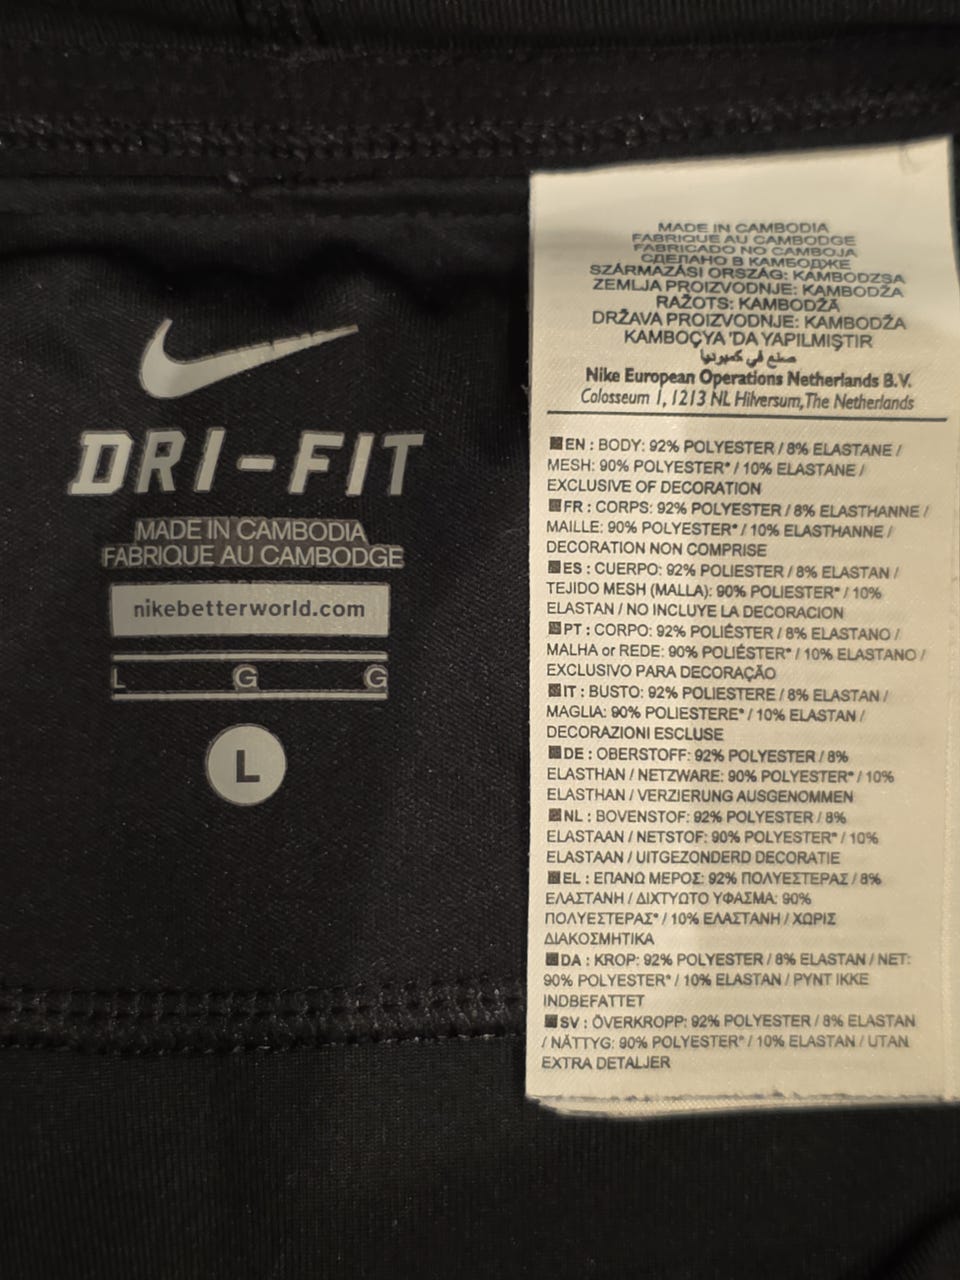 DRI-FIT
MADE IN CAMBODIA
FABRIQUE AU CAMBODGE
nikebetterworld.com
L G G
L
MADE IN CAMBODIA
FABRIQUE AU CAMBODGE
FABRICADO NO CAMBOJA
СДЕЛАНО В КАМБОДЖЕ
SZÁRMAZÁSI ORSZÁG: KAMBODZSA
ZEMLJA PROIZVODNJE: KAMBODŽA
RAŽOTS: KAMBODŽĀ
DRŽAVA PROIZVODNJE: KAMBODŽA
KAMBOÇYA 'DA YAPILMIŞTIR
صنع في كمبوديا
Nike European Operations Netherlands B.V.
Colosseum 1, 1213 NL Hilversum, The Netherlands
EN : BODY: 92% POLYESTER / 8% ELASTANE /
MESH: 90% POLYESTER* / 10% ELASTANE /
EXCLUSIVE OF DECORATION
FR : CORPS: 92% POLYESTER / 8% ELASTHANNE /
MAILLE: 90% POLYESTER* / 10% ELASTHANNE /
DECORATION NON COMPRISE
ES : CUERPO: 92% POLIESTER / 8% ELASTAN /
TEJIDO MESH (MALLA): 90% POLIESTER* / 10%
ELASTAN / NO INCLUYE LA DECORACION
PT : CORPO: 92% POLIÉSTER / 8% ELASTANO /
MALHA or REDE: 90% POLIÉSTER* / 10% ELASTANO /
EXCLUSIVO PARA DECORAÇÃO
IT : BUSTO: 92% POLIESTERE / 8% ELASTAN /
MAGLIA: 90% POLIESTERE* / 10% ELASTAN /
DECORAZIONI ESCLUSE
DE : OBERSTOFF: 92% POLYESTER / 8%
ELASTHAN / NETZWARE: 90% POLYESTER* / 10%
ELASTHAN / VERZIERUNG AUSGENOMMEN
NL : BOVENSTOF: 92% POLYESTER / 8%
ELASTAAN / NETSTOF: 90% POLYESTER* / 10%
ELASTAAN / UITGEZONDERD DECORATIE
EL : ΕΠΑΝΩ ΜΕΡΟΣ: 92% ΠΟΛΥΕΣΤΕΡΑΣ / 8%
ΕΛΑΣΤΑΝΗ / ΔΙΧΤΥΩΤΟ ΥΦΑΣΜΑ: 90%
ΠΟΛΥΕΣΤΕΡΑΣ* / 10% ΕΛΑΣΤΑΝΗ / ΧΩΡΙΣ
ΔΙΑΚΟΣΜΗΤΙΚΑ
DA : KROP: 92% POLYESTER / 8% ELASTAN / NET:
90% POLYESTER* / 10% ELASTAN / PYNT IKKE
INDBEFATTET
SV : ÖVERKROPP: 92% POLYESTER / 8% ELASTAN
/ NÄTTYG: 90% POLYESTER* / 10% ELASTAN / UTAN
EXTRA DETALJER